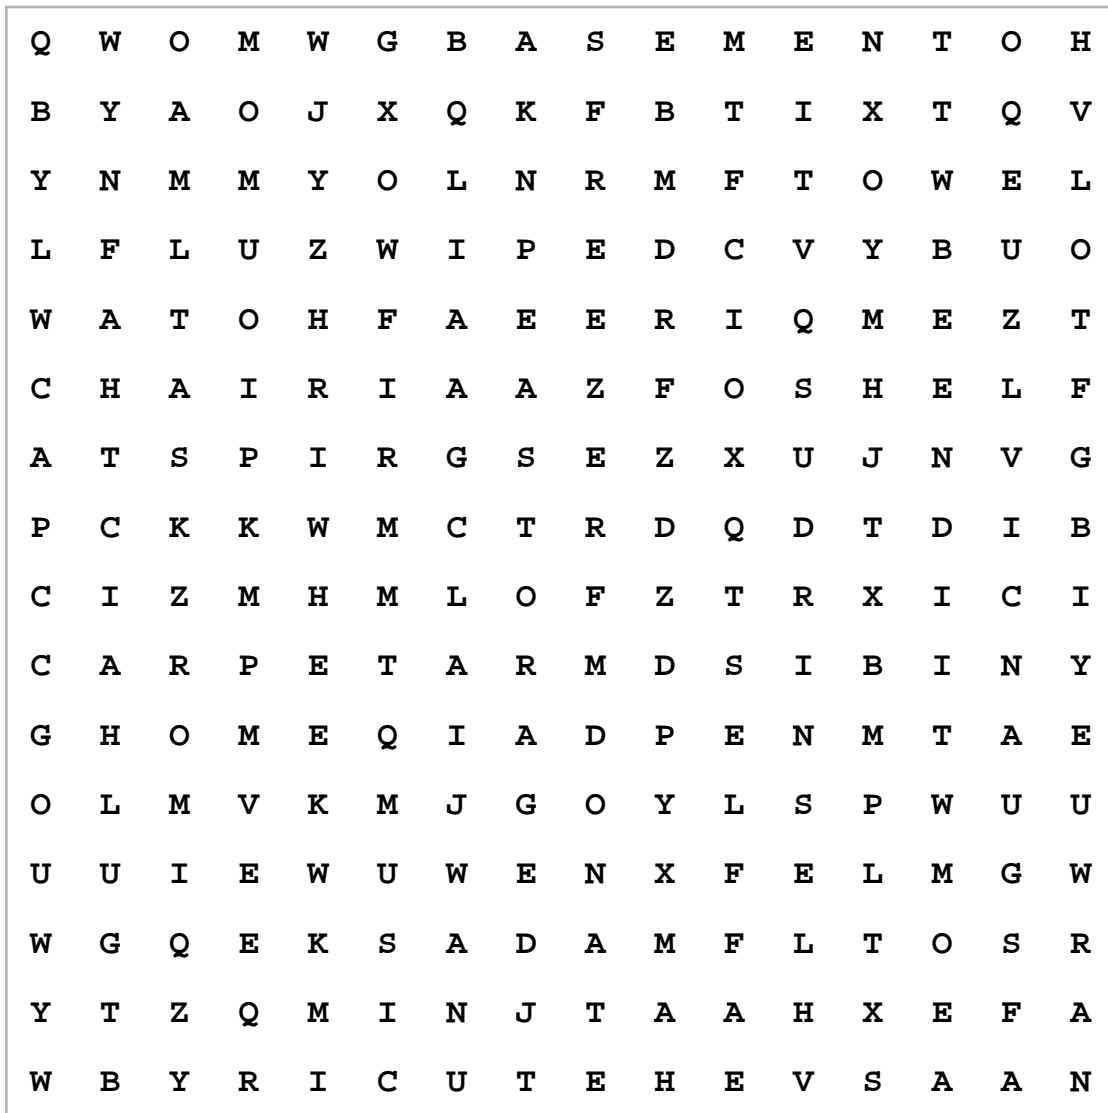 Q W O M W G B A S E M E N T O H
B Y A O J X Q K F B T I X T Q V
Y N M M Y O L N R M F T O W E L
L F L U Z W I P E D C V Y B U O
W A T O H F A E E R I Q M E Z T
C H A I R I A A Z F O S H E L F
A T S P I R G S E Z X U J N V G
P C K K W M C T R D Q D T D I B
C I Z M H M L O F Z T R X I C I
C A R P E T A R M D S I B I N Y
G H O M E Q I A D P E N M T A E
O L M V K M J G O Y L S P W U U
U U I E W U W E N X F E L M G W
W G Q E K S A D A M F L T O S R
Y T Z Q M I N J T A A H X E F A
W B Y R I C U T E H E V S A A N